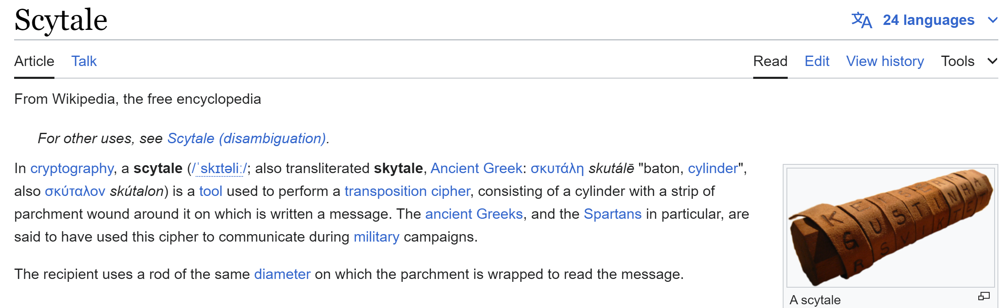 Scytale
24 languages
Article Talk Read Edit View history Tools
From Wikipedia, the free encyclopedia
For other uses, see Scytale (disambiguation).
In cryptography, a scytale (/ˈskɪtəliː/; also transliterated skytale, Ancient Greek: σκυτάλη skutálē "baton, cylinder",
also σκύταλον skútalon) is a tool used to perform a transposition cipher, consisting of a cylinder with a strip of
parchment wound around it on which is written a message. The ancient Greeks, and the Spartans in particular, are
said to have used this cipher to communicate during military campaigns.
The recipient uses a rod of the same diameter on which the parchment is wrapped to read the message.
K E I S E R
G U S T I N H A
R S V I K T E T
A scytale